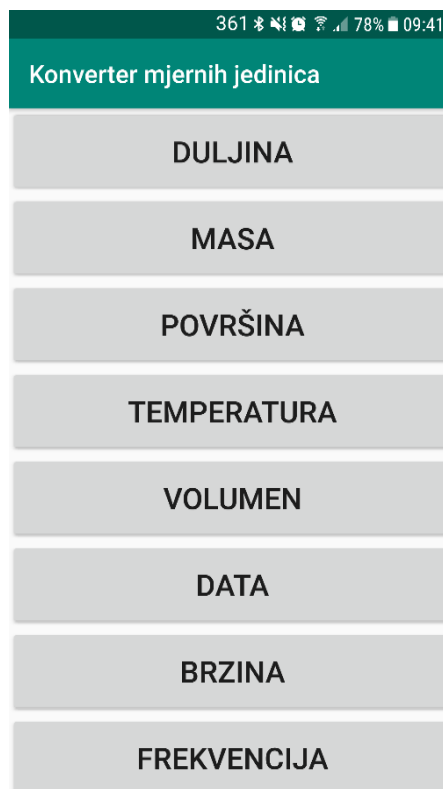 361 78% 09:41
Konverter mjernih jedinica
DULJINA
MASA
POVRŠINA
TEMPERATURA
VOLUMEN
DATA
BRZINA
FREKVENCIJA